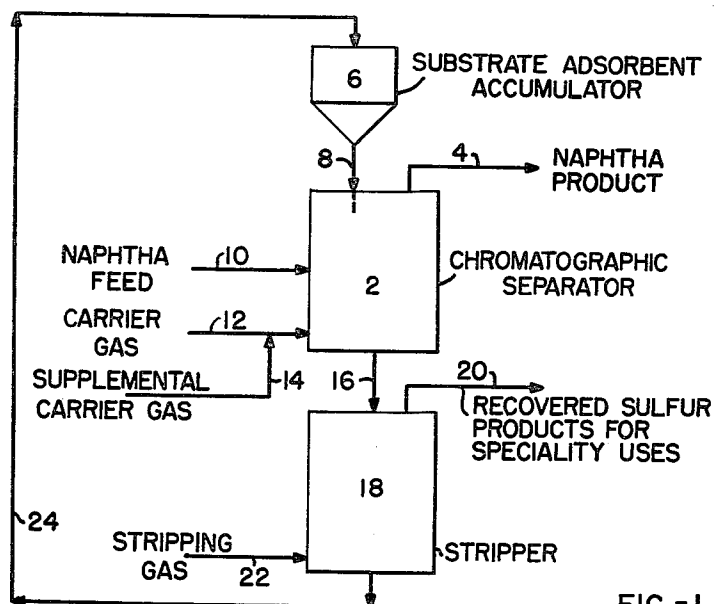 6
SUBSTRATE ADSORBENT
ACCUMULATOR
8
4
NAPHTHA
PRODUCT
NAPHTHA
FEED
10
2
CHROMATOGRAPHIC
SEPARATOR
CARRIER
GAS
12
SUPPLEMENTAL
CARRIER GAS
14
16
20
RECOVERED SULFUR
PRODUCTS FOR
SPECIALITY USES
18
24
STRIPPING
GAS
22
STRIPPER